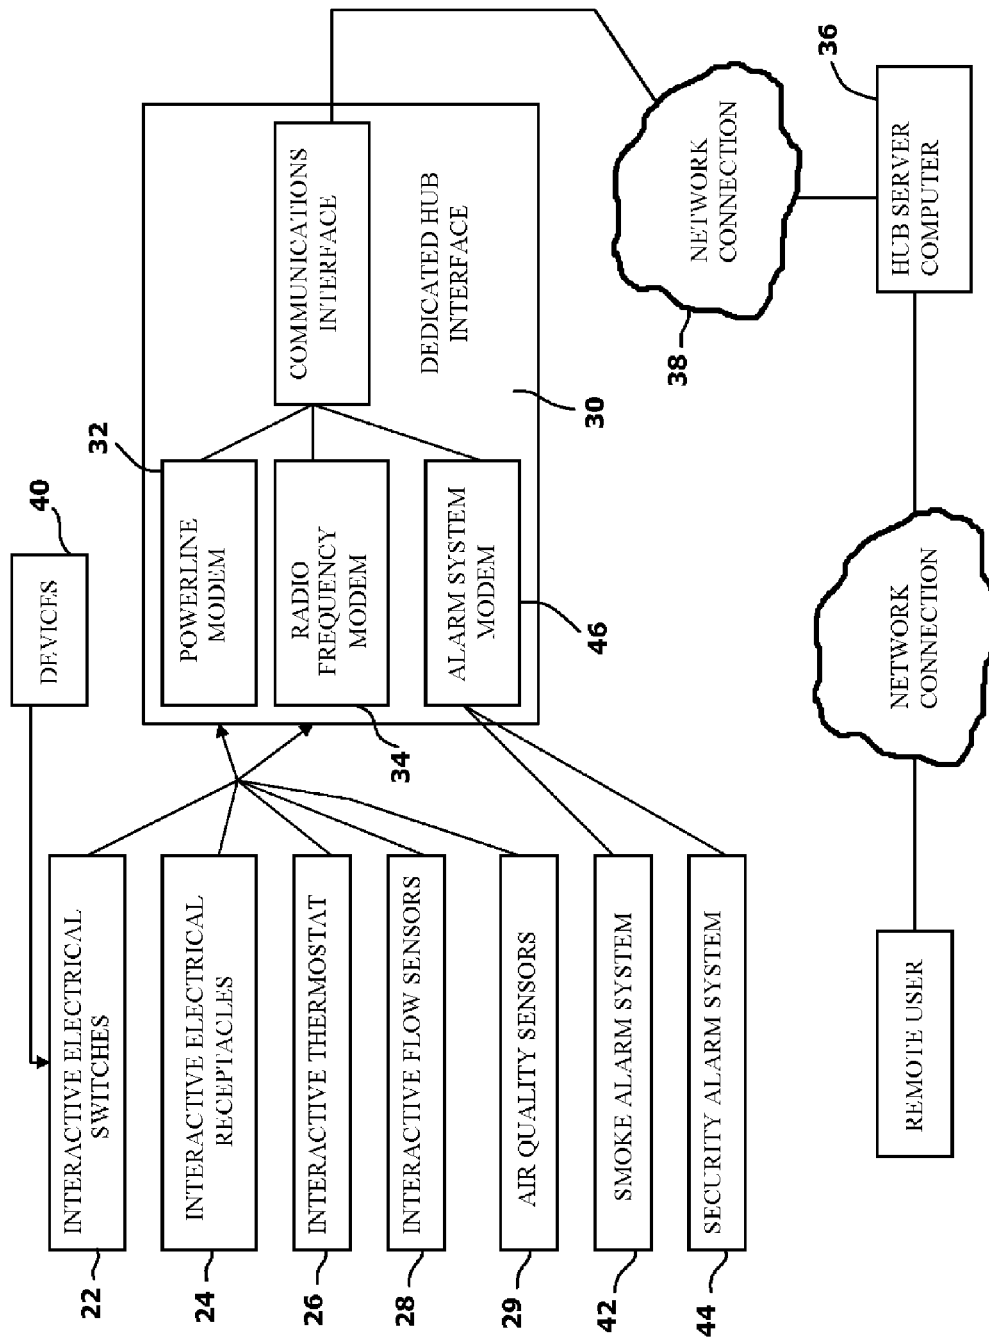 40
DEVICES
22
INTERACTIVE ELECTRICAL
SWITCHES
24
INTERACTIVE ELECTRICAL
RECEPTACLES
26
INTERACTIVE THERMOSTAT
28
INTERACTIVE FLOW SENSORS
29
AIR QUALITY SENSORS
42
SMOKE ALARM SYSTEM
44
SECURITY ALARM SYSTEM
32
POWERLINE
MODEM
34
RADIO
FREQUENCY
MODEM
46
ALARM SYSTEM
MODEM
COMMUNICATIONS
INTERFACE
DEDICATED HUB
INTERFACE
30
38
NETWORK
CONNECTION
36
HUB SERVER
COMPUTER
NETWORK
CONNECTION
REMOTE USER